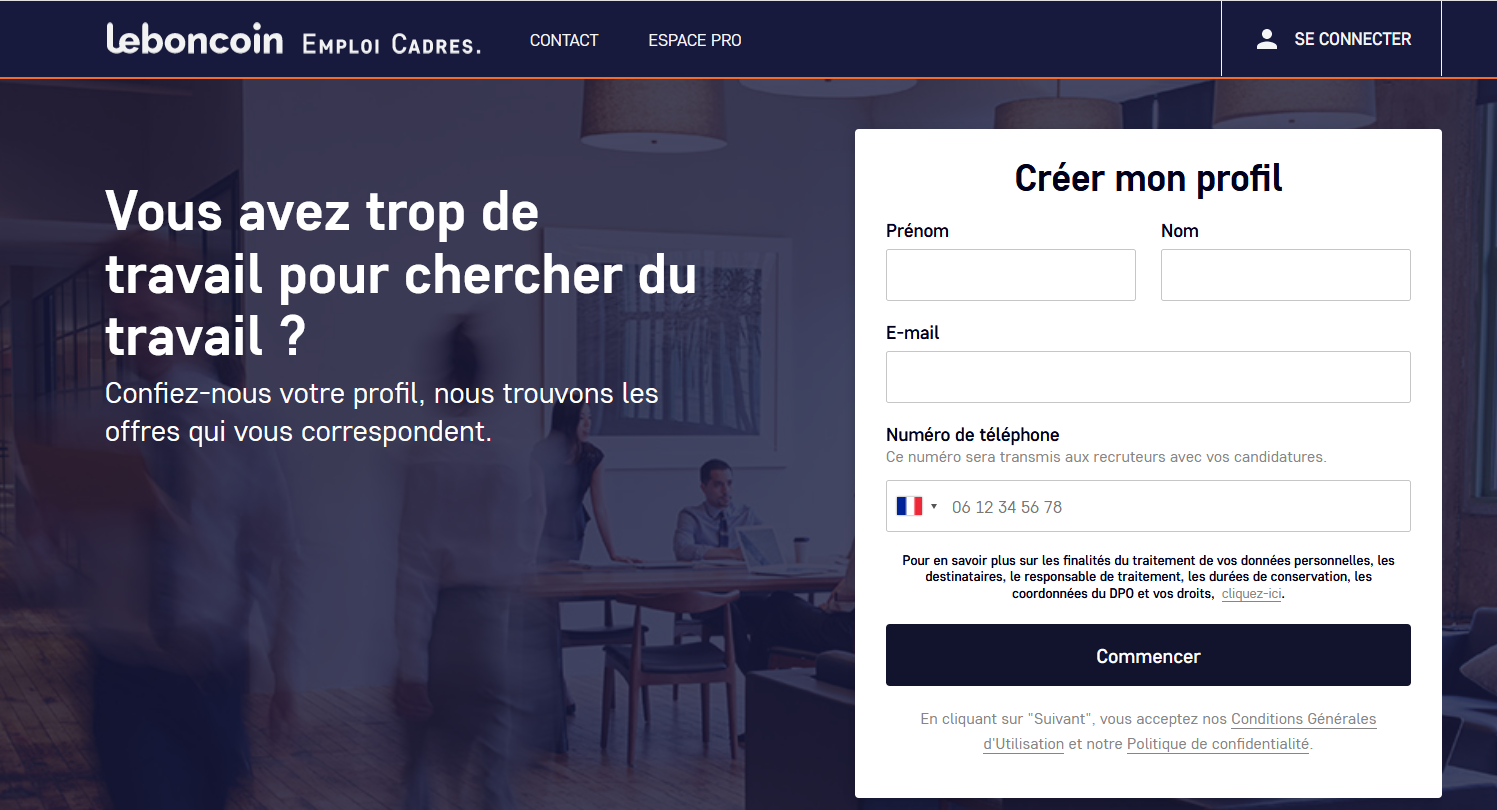 leboncoin EMPLOI CADRES.
CONTACT
ESPACE PRO
SE CONNECTER
Vous avez trop de
travail pour chercher du
travail ?
Confiez-nous votre profil, nous trouvons les
offres qui vous correspondent.
Créer mon profil
Prénom
Nom
E-mail
Numéro de téléphone
Ce numéro sera transmis aux recruteurs avec vos candidatures.
06 12 34 56 78
Pour en savoir plus sur les finalités du traitement de vos données personnelles, les
destinataires, le responsable de traitement, les durées de conservation, les
coordonnées du DPO et vos droits, cliquez-ici.
Commencer
En cliquant sur "Suivant", vous acceptez nos Conditions Générales
d'Utilisation et notre Politique de confidentialité.